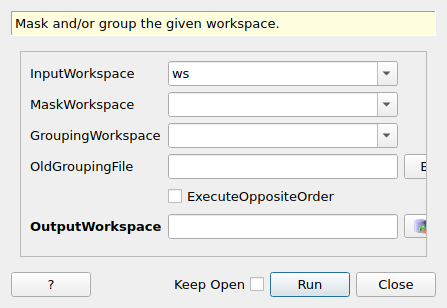 Mask and/or group the given workspace.
InputWorkspace ws
MaskWorkspace
GroupingWorkspace
OldGroupingFile
ExecuteOppositeOrder
OutputWorkspace
? Keep Open Run Close